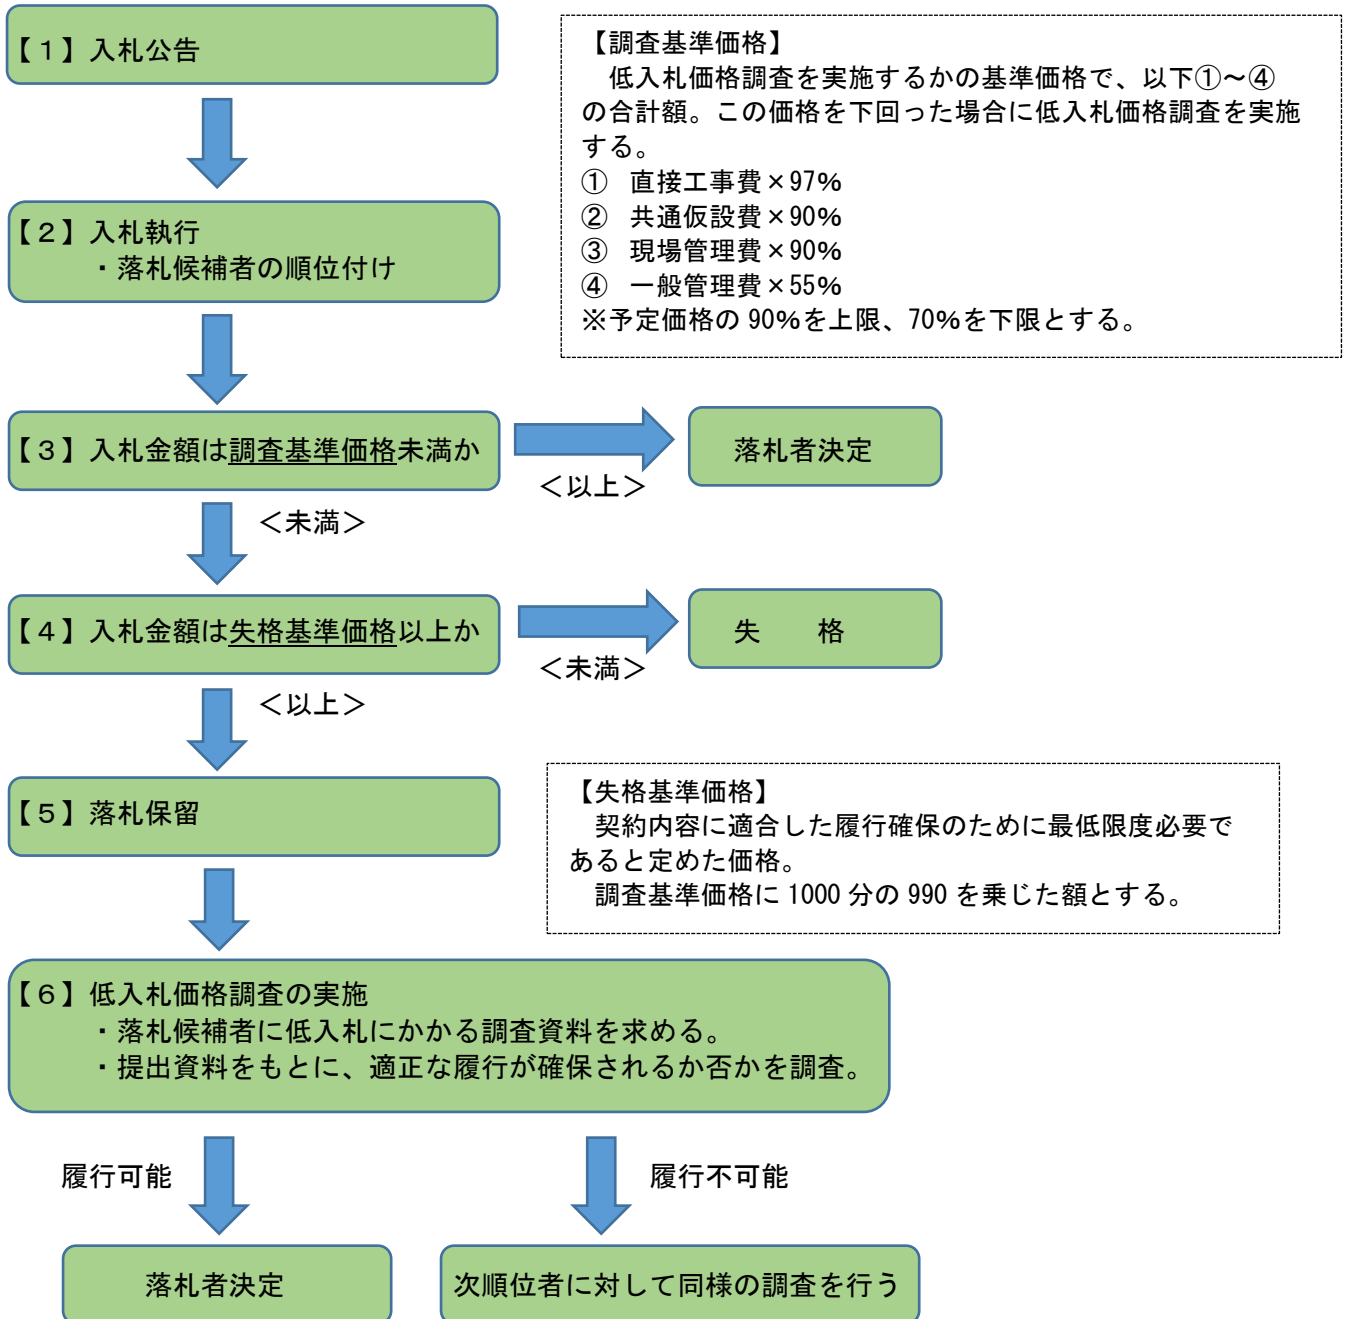 【１】入札公告
【調査基準価格】
低入札価格調査を実施するかの基準価格で、以下①～④
の合計額。この価格を下回った場合に低入札価格調査を実施
する。
① 直接工事費×97%
② 共通仮設費×90%
③ 現場管理費×90%
④ 一般管理費×55%
※予定価格の 90%を上限、70%を下限とする。
【２】入札執行
・落札候補者の順位付け
【３】入札金額は調査基準価格未満か
＜以上＞
落札者決定
＜未満＞
【４】入札金額は失格基準価格以上か
＜未満＞
失　　格
＜以上＞
【５】落札保留
【失格基準価格】
契約内容に適合した履行確保のために最低限度必要で
あると定めた価格。
調査基準価格に 1000 分の 990 を乗じた額とする。
【６】低入札価格調査の実施
・落札候補者に低入札にかかる調査資料を求める。
・提出資料をもとに、適正な履行が確保されるか否かを調査。
履行可能
履行不可能
落札者決定
次順位者に対して同様の調査を行う